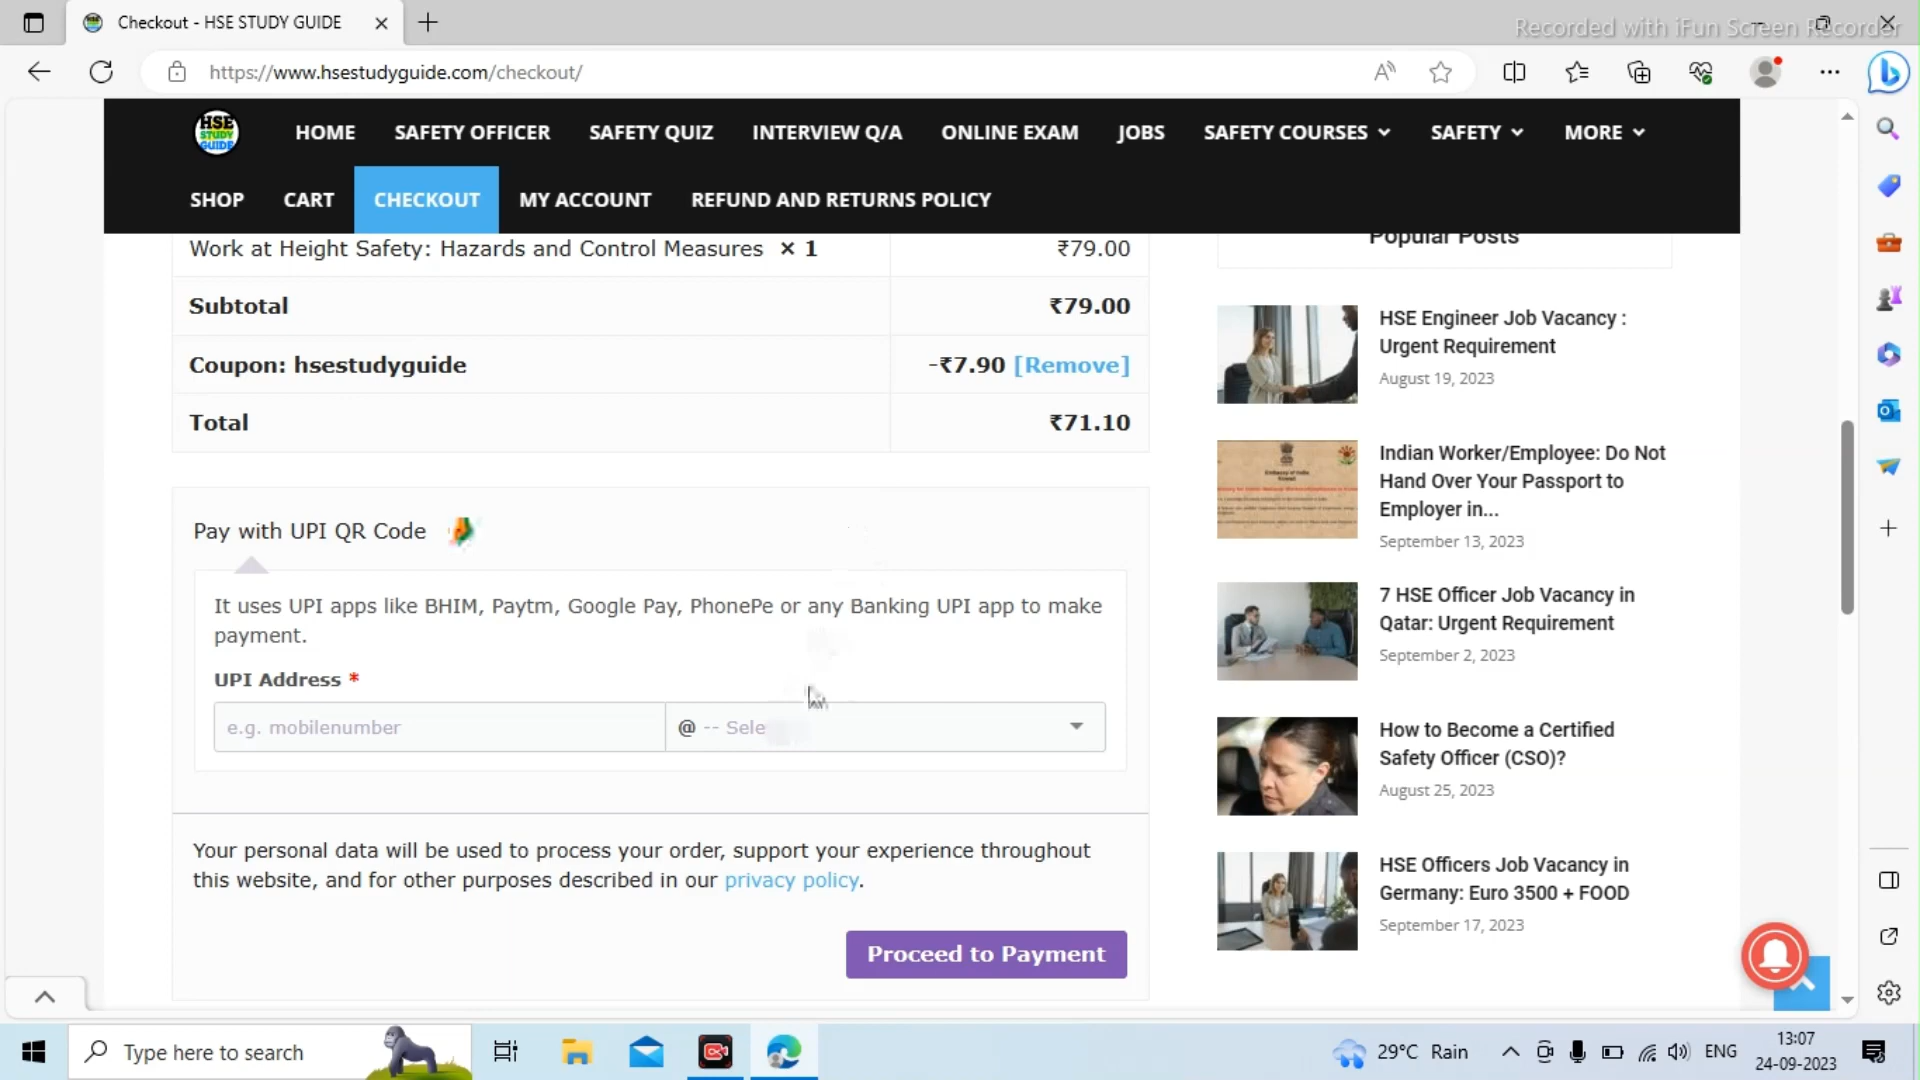 Checkout - HSE STUDY GUIDE
Recorded with iFun Screen Recorder
https://www.hsestudyguide.com/checkout/
HSE
STUDY
GUIDE
HOME
SAFETY OFFICER
SAFETY QUIZ
INTERVIEW Q/A
ONLINE EXAM
JOBS
SAFETY COURSES
SAFETY
MORE
SHOP
CART
CHECKOUT
MY ACCOUNT
REFUND AND RETURNS POLICY
Work at Height Safety: Hazards and Control Measures × 1
₹79.00
Subtotal
₹79.00
Coupon: hsestudyguide
-₹7.90 [Remove]
Total
₹71.10
Pay with UPI QR Code
It uses UPI apps like BHIM, Paytm, Google Pay, PhonePe or any Banking UPI app to make
payment.
UPI Address *
e.g. mobilenumber
@ -- Sele
Your personal data will be used to process your order, support your experience throughout
this website, and for other purposes described in our privacy policy.
Proceed to Payment
Popular Posts
HSE Engineer Job Vacancy :
Urgent Requirement
August 19, 2023
Indian Worker/Employee: Do Not
Hand Over Your Passport to
Employer in...
September 13, 2023
7 HSE Officer Job Vacancy in
Qatar: Urgent Requirement
September 2, 2023
How to Become a Certified
Safety Officer (CSO)?
August 25, 2023
HSE Officers Job Vacancy in
Germany: Euro 3500 + FOOD
September 17, 2023
Type here to search
29°C Rain
ENG
13:07
24-09-2023